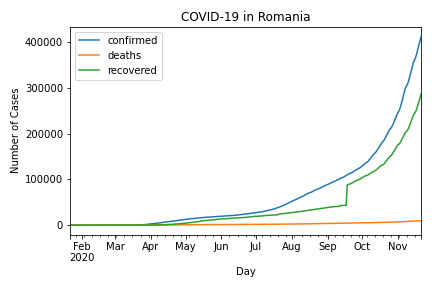 COVID-19 in Romania
confirmed
deaths
recovered
Number of Cases
400000
300000
200000
100000
0
Feb Mar Apr May Jun Jul Aug Sep Oct Nov
2020
Day